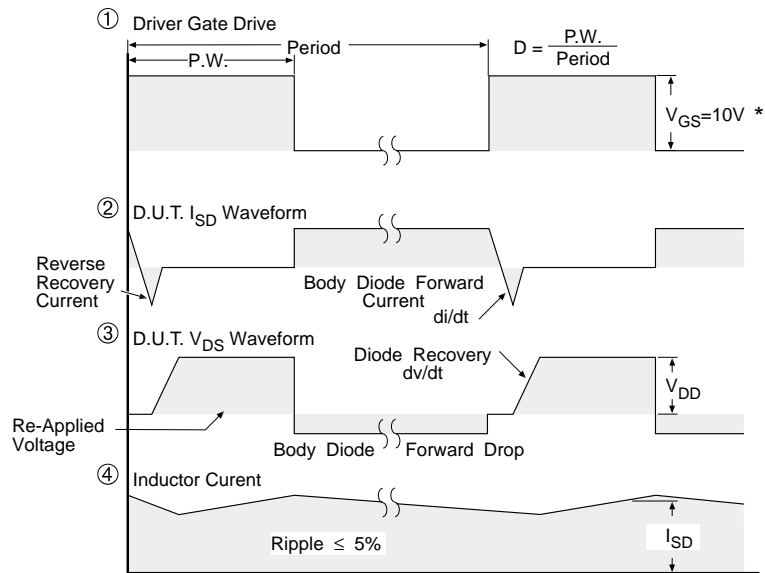 ① Driver Gate Drive
Period
P.W.
D = P.W.
Period
V_GS=10V *
② D.U.T. I_SD Waveform
Reverse
Recovery
Current
Body Diode Forward
Current
di/dt
③ D.U.T. V_DS Waveform
Diode Recovery
dv/dt
V_DD
Re-Applied
Voltage
Body Diode Forward Drop
④ Inductor Curent
Ripple ≤ 5%
I_SD